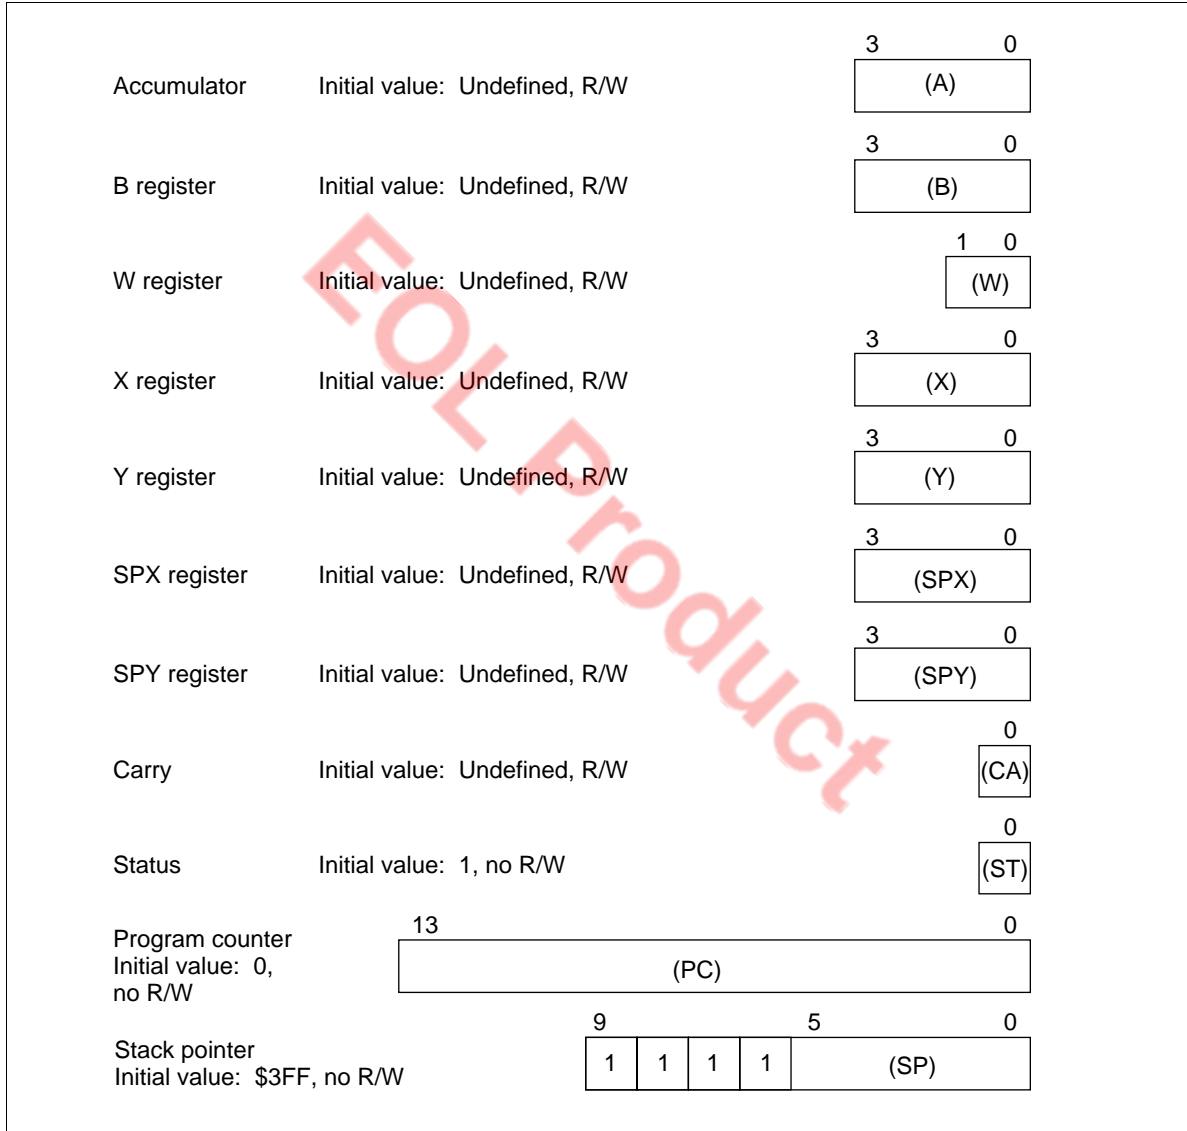 3 0
Accumulator Initial value: Undefined, R/W (A)
3 0
B register Initial value: Undefined, R/W (B)
1 0
W register Initial value: Undefined, R/W (W)
3 0
X register Initial value: Undefined, R/W (X)
3 0
Y register Initial value: Undefined, R/W (Y)
3 0
SPX register Initial value: Undefined, R/W (SPX)
3 0
SPY register Initial value: Undefined, R/W (SPY)
0
Carry Initial value: Undefined, R/W (CA)
0
Status Initial value: 1, no R/W (ST)
13 0
Program counter
Initial value: 0, (PC)
no R/W
9 5 0
Stack pointer
1 1 1 1 (SP)
Initial value: $3FF, no R/W
EOL Product